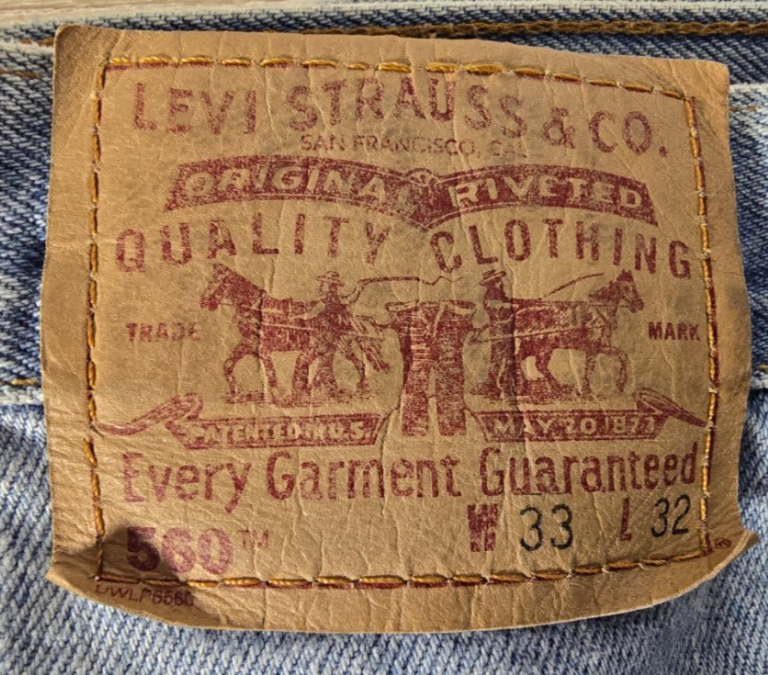 LEVI STRAUSS & CO.
SAN FRANCISCO, CAL
ORIGINAL RIVETED
QUALITY CLOTHING
TRADE MARK
PATENTED IN U.S. MAY 20 1873
Every Garment Guaranteed
560™ W 33 L 32
®